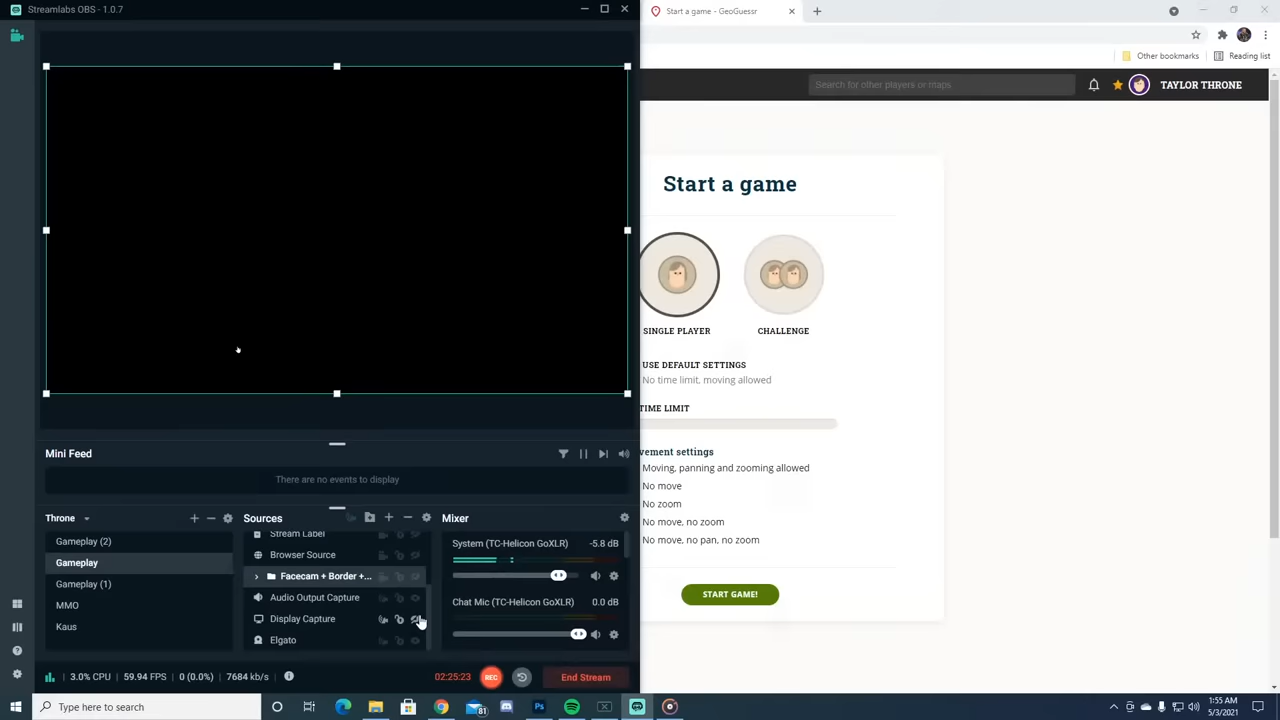 Streamlabs OBS - 1.0.7
Start a game - GeoGuessr
Other bookmarks
Reading list
Search for other players or maps
TAYLOR THRONE
Start a game
SINGLE PLAYER
CHALLENGE
USE DEFAULT SETTINGS
No time limit, moving allowed
TIME LIMIT
vement settings
Moving, panning and zooming allowed
No move
No zoom
No move, no zoom
No move, no pan, no zoom
START GAME!
Mini Feed
There are no events to display
Throne
Gameplay (2)
Gameplay
Gameplay (1)
MMO
Kaus
Sources
Stream Label
Browser Source
Facecam + Border +...
Audio Output Capture
Display Capture
Elgato
Mixer
System (TC-Helicon GoXLR) -5.8 dB
Chat Mic (TC-Helicon GoXLR) 0.0 dB
3.0% CPU 59.94 FPS 0 (0.0%) 7684 kb/s
02:25:23
REC
End Stream
Type here to search
81
Ps
1:55 AM
5/3/2021